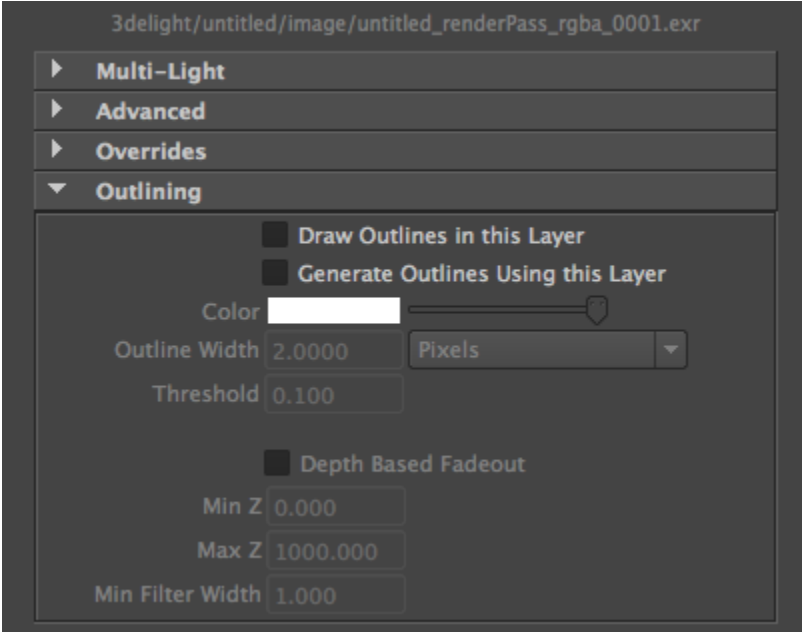 3delight/untitled/image/untitled_renderPass_rgba_0001.exr
Multi-Light
Advanced
Overrides
Outlining
Draw Outlines in this Layer
Generate Outlines Using this Layer
Color
Outline Width 2.0000 Pixels
Threshold 0.100
Depth Based Fadeout
Min Z 0.000
Max Z 1000.000
Min Filter Width 1.000